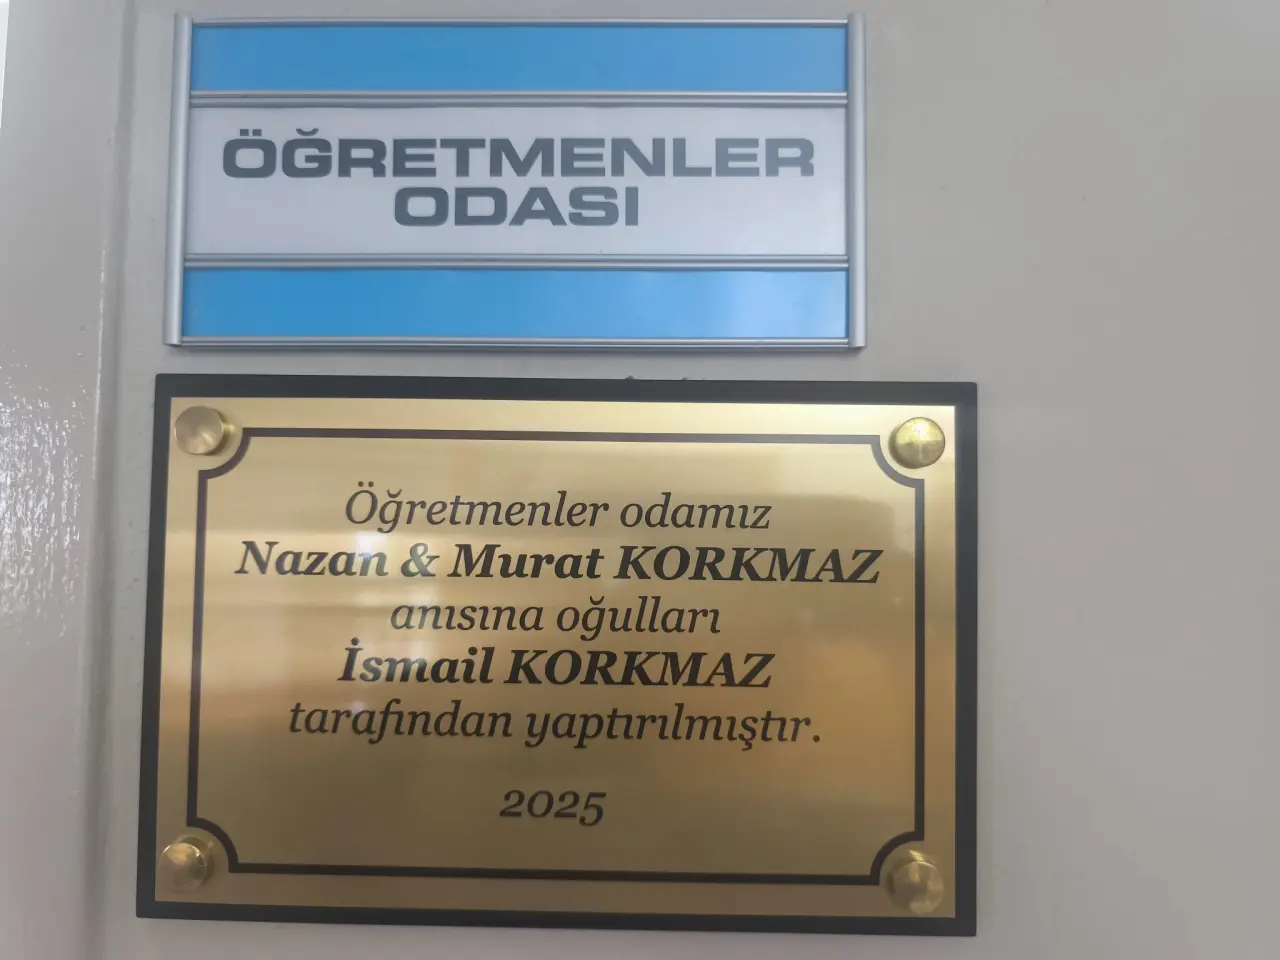 ÖĞRETMENLER
ODASI
Öğretmenler odamız
Nazan & Murat KORKMAZ
anısına oğulları
İsmail KORKMAZ
tarafından yaptırılmıştır.
2025